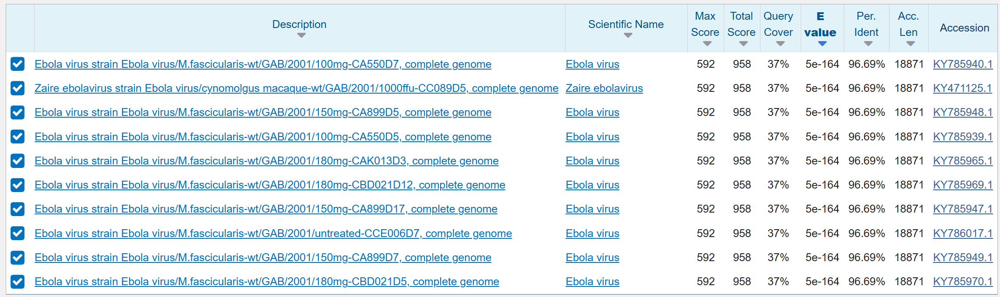 Description Scientific Name Max Score Total Score Query Cover E value Per. Ident Acc. Len Accession
Ebola virus strain Ebola virus/M.fascicularis-wt/GAB/2001/100mg-CA550D7, complete genome Ebola virus 592 958 37% 5e-164 96.69% 18871 KY785940.1
Zaire ebolavirus strain Ebola virus/cynomolgus macaque-wt/GAB/2001/1000ffu-CC089D5, complete genome Zaire ebolavirus 592 958 37% 5e-164 96.69% 18871 KY471125.1
Ebola virus strain Ebola virus/M.fascicularis-wt/GAB/2001/150mg-CA899D5, complete genome Ebola virus 592 958 37% 5e-164 96.69% 18871 KY785948.1
Ebola virus strain Ebola virus/M.fascicularis-wt/GAB/2001/100mg-CA550D5, complete genome Ebola virus 592 958 37% 5e-164 96.69% 18871 KY785939.1
Ebola virus strain Ebola virus/M.fascicularis-wt/GAB/2001/180mg-CAK013D3, complete genome Ebola virus 592 958 37% 5e-164 96.69% 18871 KY785965.1
Ebola virus strain Ebola virus/M.fascicularis-wt/GAB/2001/180mg-CBD021D12, complete genome Ebola virus 592 958 37% 5e-164 96.69% 18871 KY785969.1
Ebola virus strain Ebola virus/M.fascicularis-wt/GAB/2001/150mg-CA899D17, complete genome Ebola virus 592 958 37% 5e-164 96.69% 18871 KY785947.1
Ebola virus strain Ebola virus/M.fascicularis-wt/GAB/2001/untreated-CCE006D7, complete genome Ebola virus 592 958 37% 5e-164 96.69% 18871 KY786017.1
Ebola virus strain Ebola virus/M.fascicularis-wt/GAB/2001/150mg-CA899D7, complete genome Ebola virus 592 958 37% 5e-164 96.69% 18871 KY785949.1
Ebola virus strain Ebola virus/M.fascicularis-wt/GAB/2001/180mg-CBD021D5, complete genome Ebola virus 592 958 37% 5e-164 96.69% 18871 KY785970.1